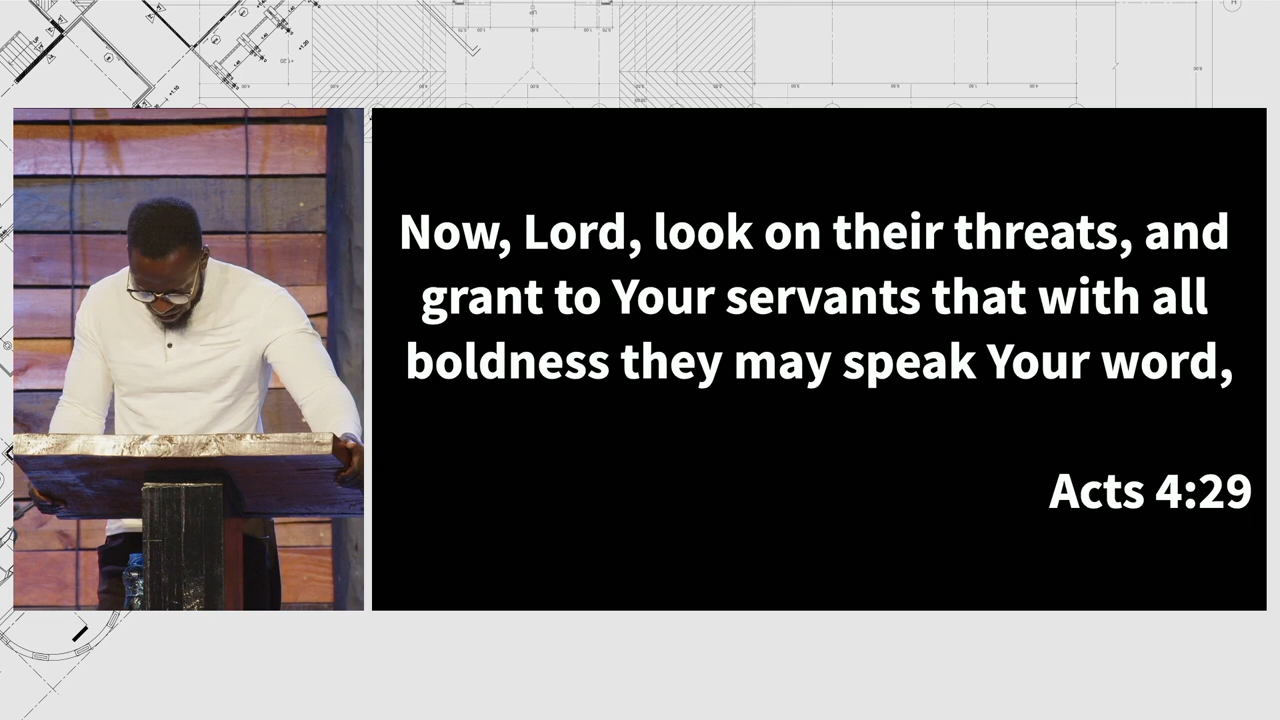 Now, Lord, look on their threats, and
grant to Your servants that with all
boldness they may speak Your word,
Acts 4:29